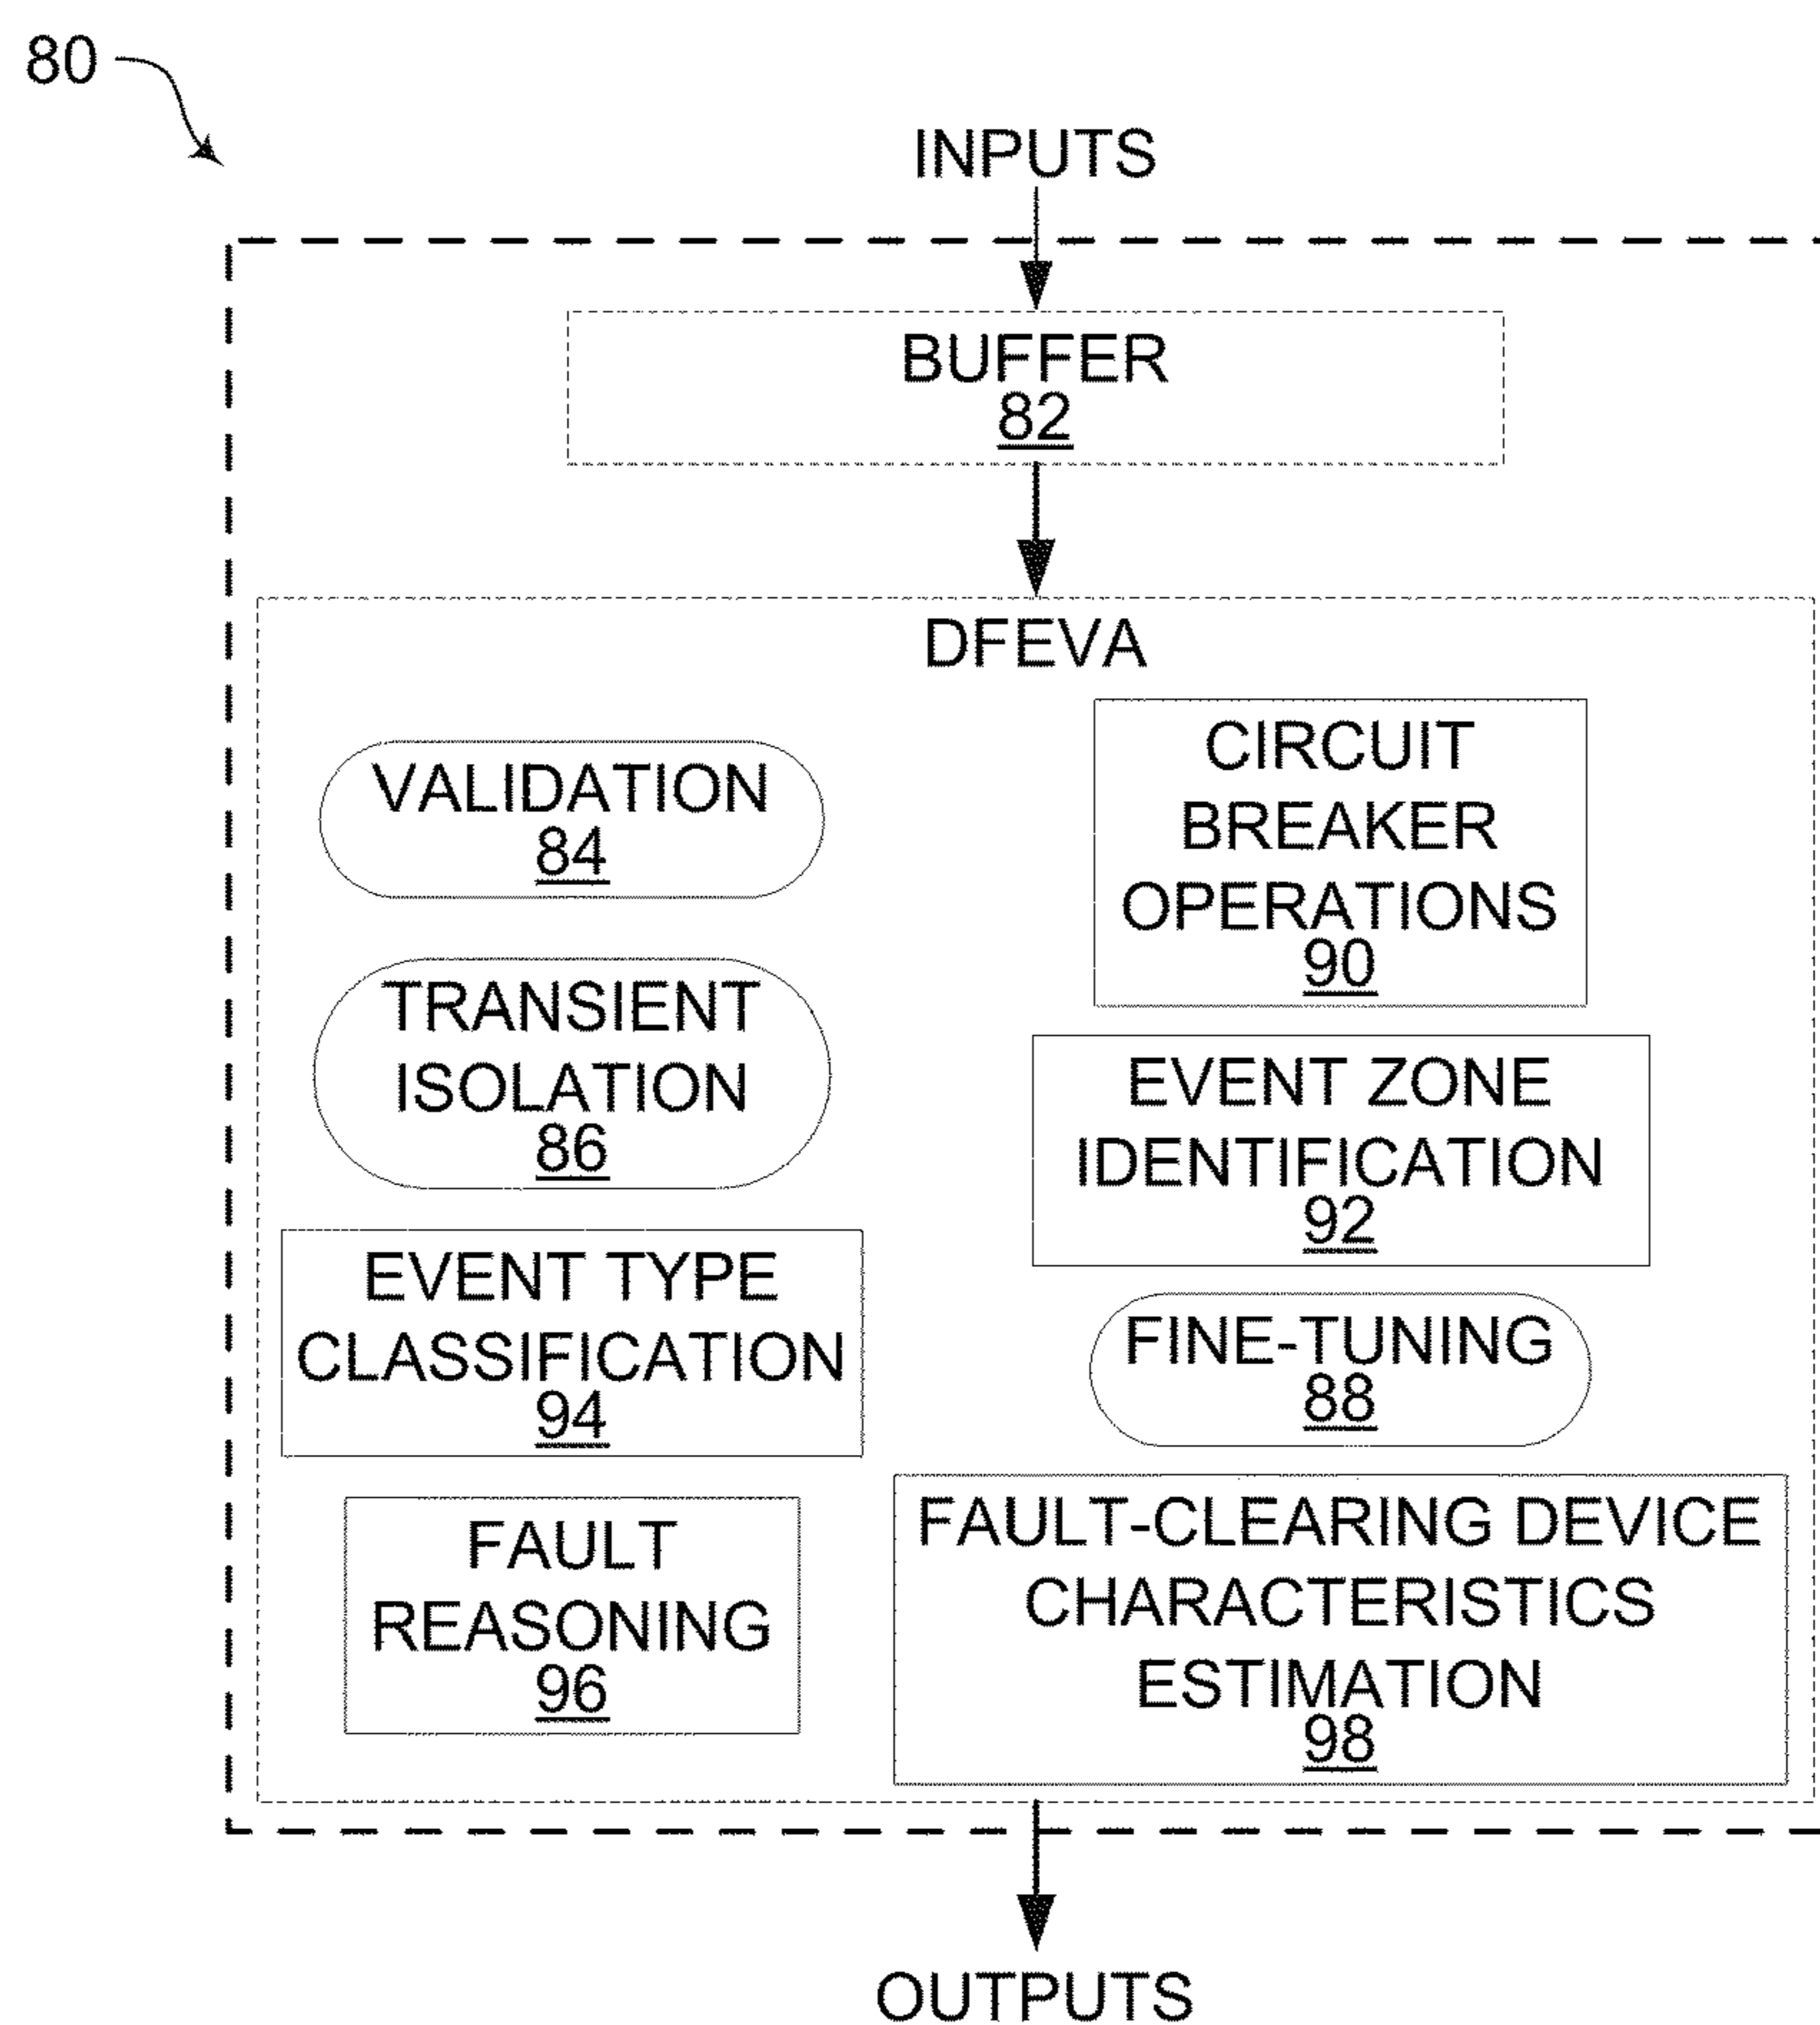 80
INPUTS
BUFFER
82
DFEVA
VALIDATION
84
TRANSIENT
ISOLATION
86
EVENT TYPE
CLASSIFICATION
94
FAULT
REASONING
96
CIRCUIT
BREAKER
OPERATIONS
90
EVENT ZONE
IDENTIFICATION
92
FINE-TUNING
88
FAULT-CLEARING DEVICE
CHARACTERISTICS
ESTIMATION
98
OUTPUTS